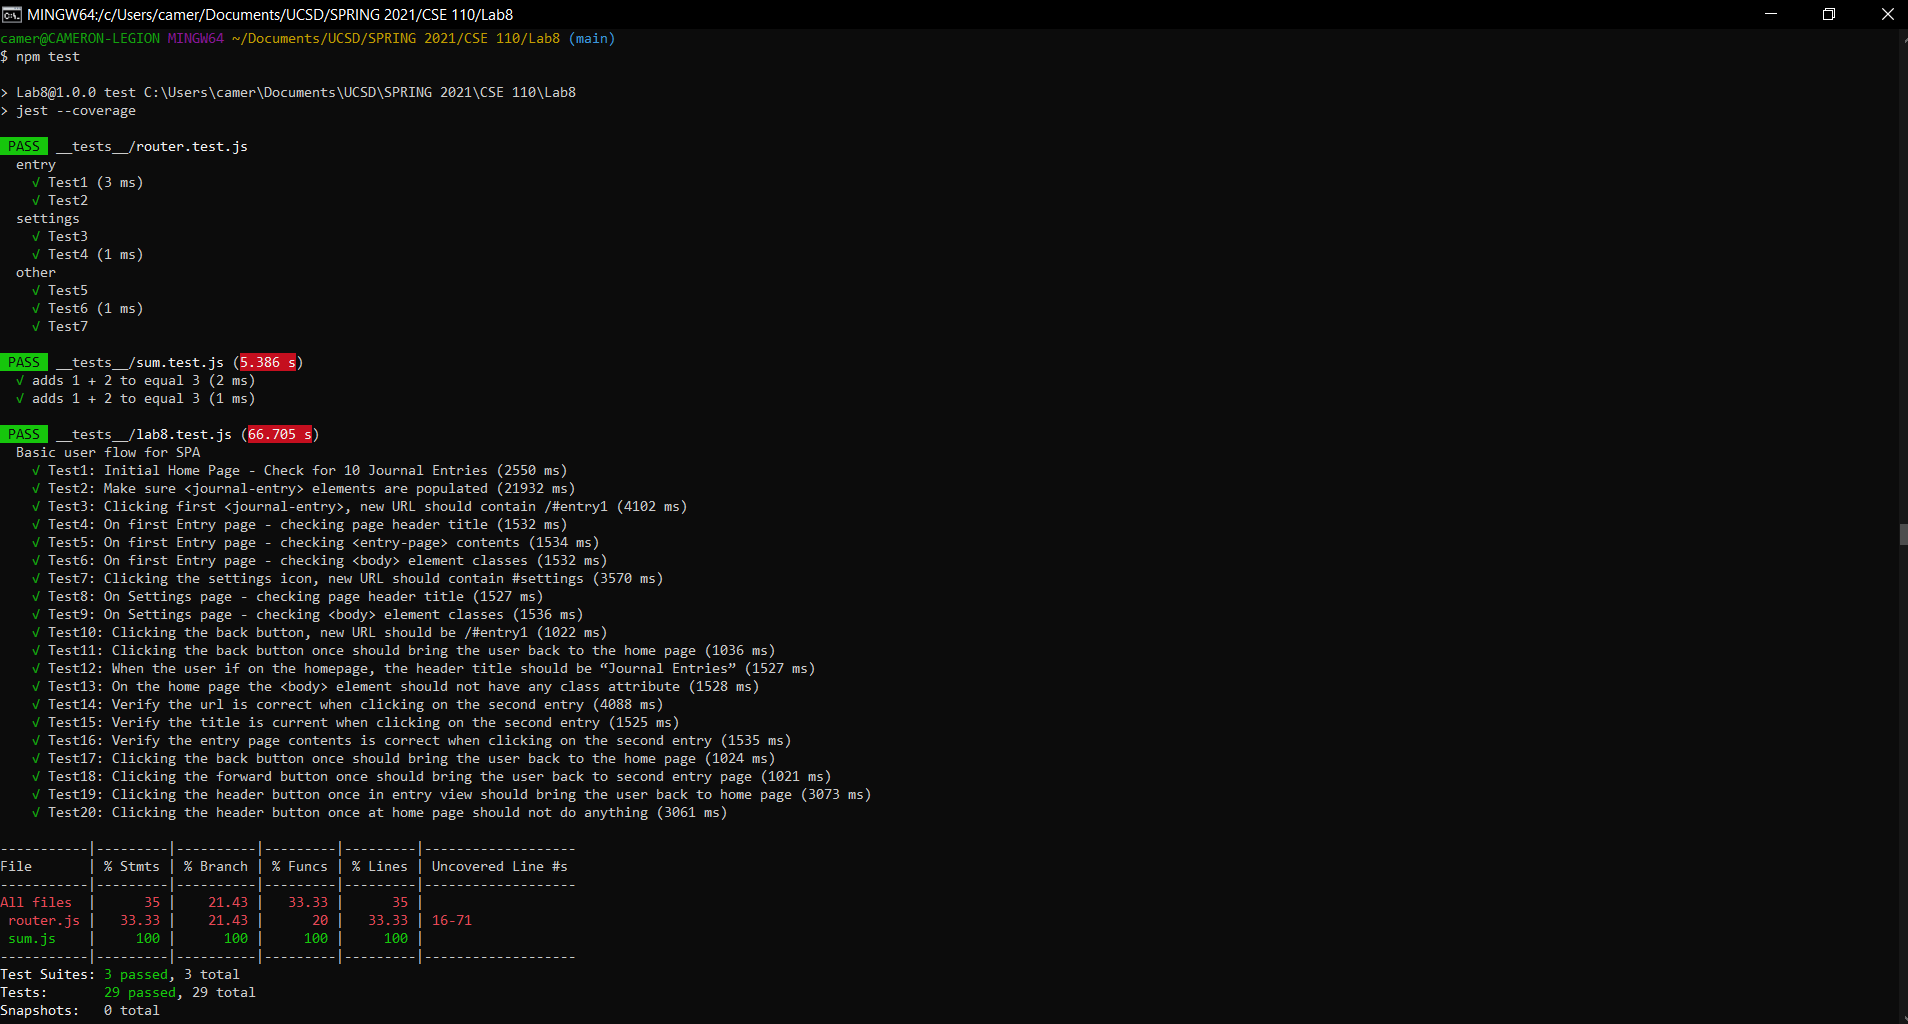 MINGW64:/c/Users/camer/Documents/UCSD/SPRING 2021/CSE 110/Lab8
camer@CAMERON-LEGION MINGW64 ~/Documents/UCSD/SPRING 2021/CSE 110/Lab8 (main)
$ npm test
> Lab8@1.0.0 test C:\Users\camer\Documents\UCSD\SPRING 2021\CSE 110\Lab8
> jest --coverage
PASS __tests__/router.test.js
entry
√ Test1 (3 ms)
√ Test2
settings
√ Test3
√ Test4 (1 ms)
other
√ Test5
√ Test6 (1 ms)
√ Test7
PASS __tests__/sum.test.js (5.386 s)
√ adds 1 + 2 to equal 3 (2 ms)
√ adds 1 + 2 to equal 3 (1 ms)
PASS __tests__/lab8.test.js (66.705 s)
Basic user flow for SPA
√ Test1: Initial Home Page - Check for 10 Journal Entries (2550 ms)
√ Test2: Make sure <journal-entry> elements are populated (21932 ms)
√ Test3: Clicking first <journal-entry>, new URL should contain /#entry1 (4102 ms)
√ Test4: On first Entry page - checking page header title (1532 ms)
√ Test5: On first Entry page - checking <entry-page> contents (1534 ms)
√ Test6: On first Entry page - checking <body> element classes (1532 ms)
√ Test7: Clicking the settings icon, new URL should contain #settings (3570 ms)
√ Test8: On Settings page - checking page header title (1527 ms)
√ Test9: On Settings page - checking <body> element classes (1536 ms)
√ Test10: Clicking the back button, new URL should be /#entry1 (1022 ms)
√ Test11: Clicking the back button once should bring the user back to the home page (1036 ms)
√ Test12: When the user if on the homepage, the header title should be “Journal Entries” (1527 ms)
√ Test13: On the home page the <body> element should not have any class attribute (1528 ms)
√ Test14: Verify the url is correct when clicking on the second entry (4088 ms)
√ Test15: Verify the title is current when clicking on the second entry (1525 ms)
√ Test16: Verify the entry page contents is correct when clicking on the second entry (1535 ms)
√ Test17: Clicking the back button once should bring the user back to the home page (1024 ms)
√ Test18: Clicking the forward button once should bring the user back to second entry page (1021 ms)
√ Test19: Clicking the header button once in entry view should bring the user back to home page (3073 ms)
√ Test20: Clicking the header button once at home page should not do anything (3061 ms)
-----------|---------|----------|---------|---------|-------------------
File       | % Stmts | % Branch | % Funcs | % Lines | Uncovered Line #s
-----------|---------|----------|---------|---------|-------------------
All files  |      35 |    21.43 |   33.33 |      35 |
router.js |   33.33 |    21.43 |      20 |   33.33 | 16-71
sum.js    |     100 |      100 |     100 |     100 |
-----------|---------|----------|---------|---------|-------------------
Test Suites: 3 passed, 3 total
Tests:       29 passed, 29 total
Snapshots:   0 total